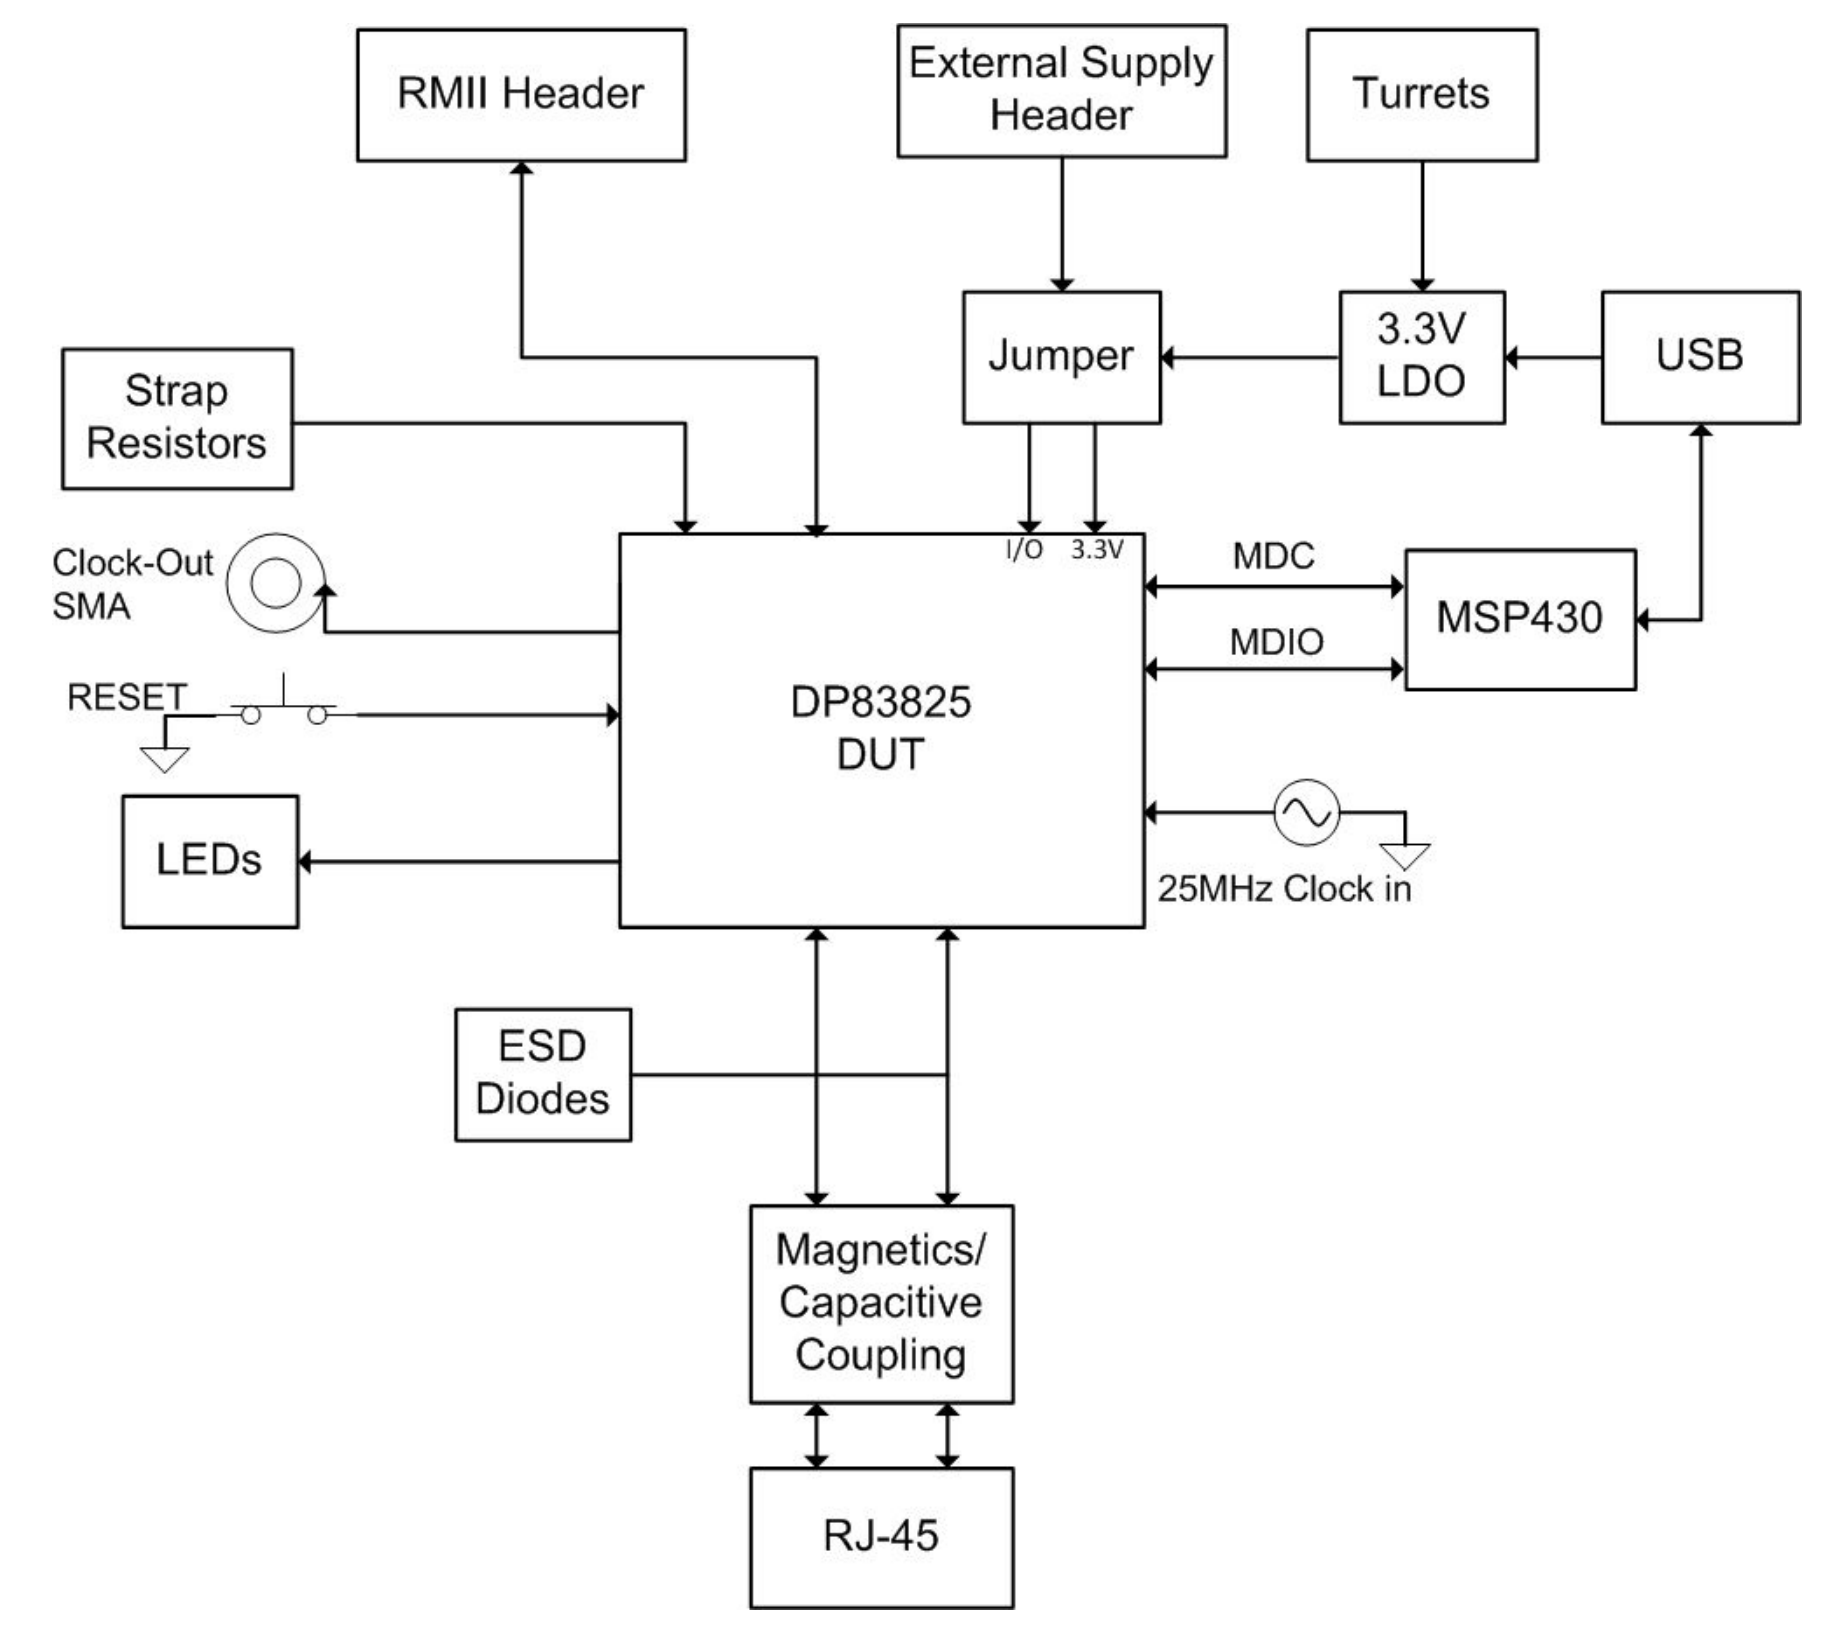 RMII Header
External Supply
Header
Turrets
Strap
Resistors
Jumper
3.3V
LDO
USB
Clock-Out
SMA
I/O
3.3V
MDC
MDIO
MSP430
RESET
DP83825
DUT
LEDs
25MHz Clock in
ESD
Diodes
Magnetics/
Capacitive
Coupling
RJ-45